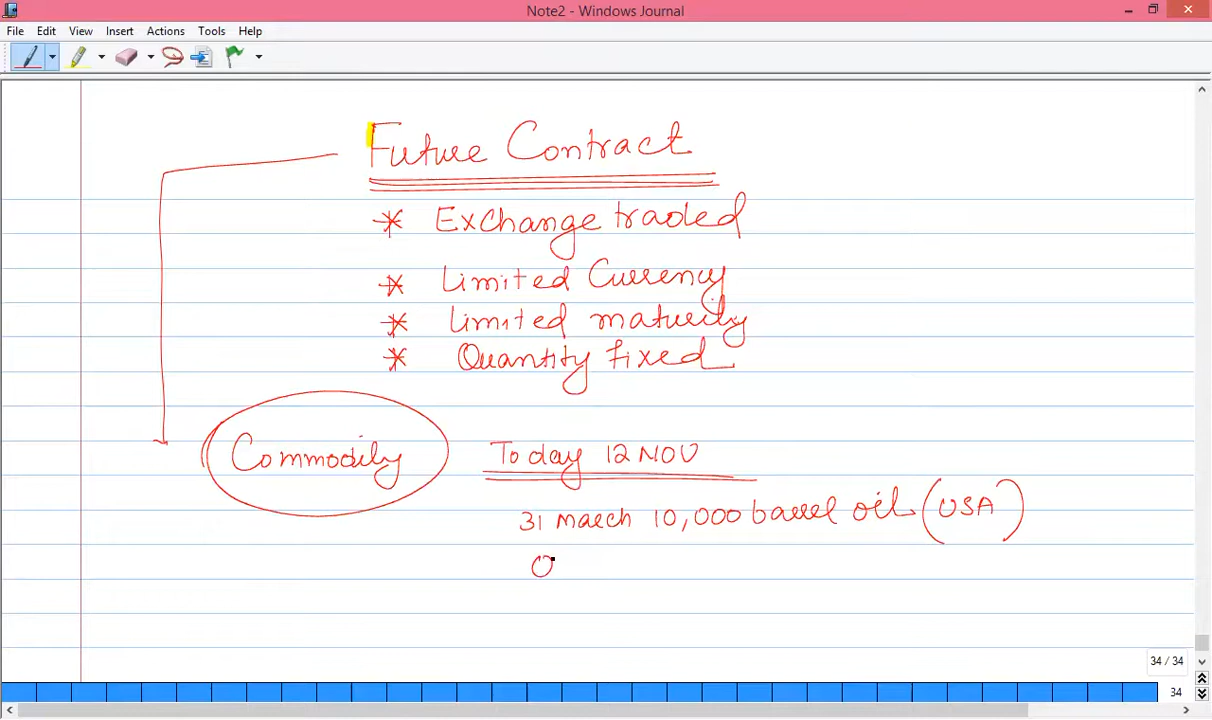 Note2 - Windows Journal
File Edit View Insert Actions Tools Help
Future Contract
* Exchange traded
* Limited Currency
* Limited maturity
* Quantity fixed
Commodity
Today 12 NOV
31 March 10,000 barrel oil (USA)
O
34 / 34
34